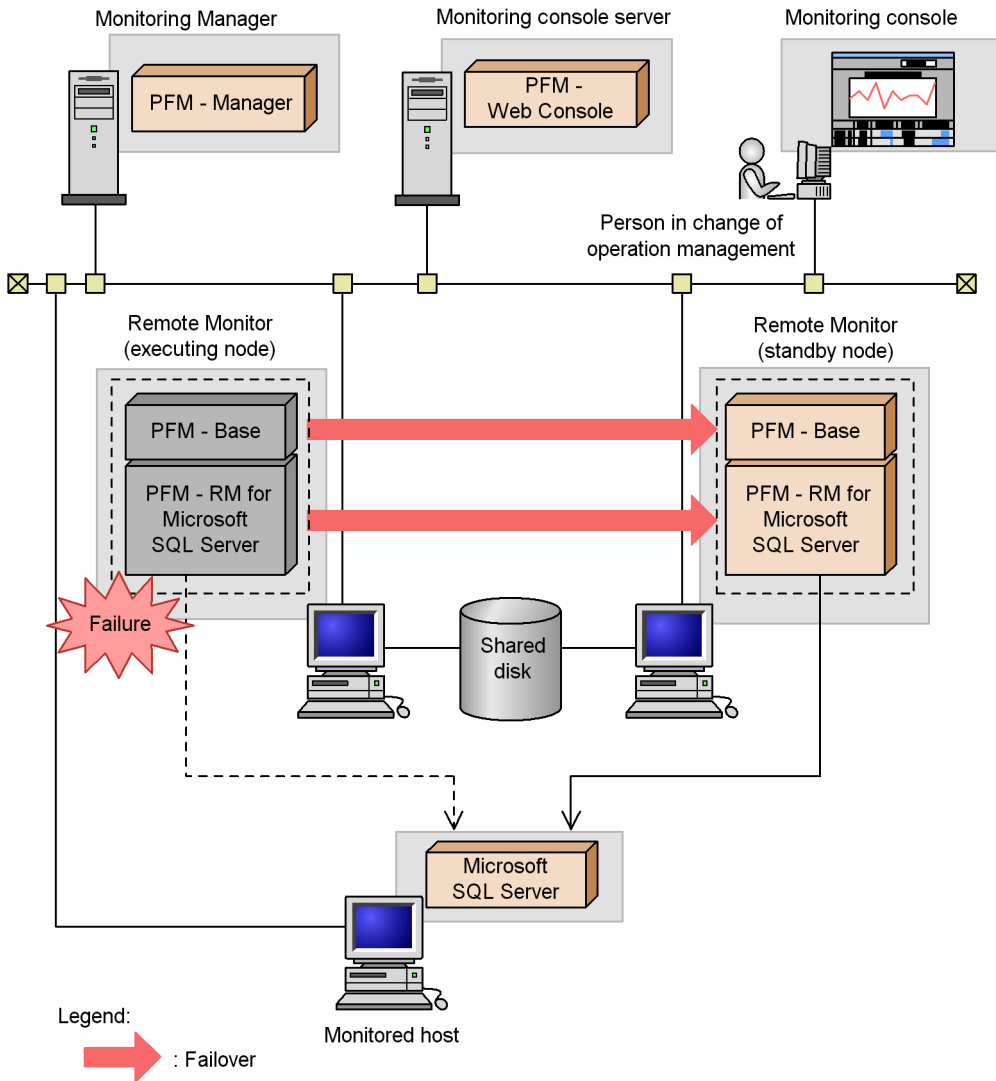 Monitoring Manager
PFM - Manager
Monitoring console server
PFM -
Web Console
Monitoring console
Person in change of
operation management
Remote Monitor
(executing node)
PFM - Base
PFM - RM for
Microsoft
SQL Server
Failure
Remote Monitor
(standby node)
PFM - Base
PFM - RM for
Microsoft
SQL Server
Shared
disk
Microsoft
SQL Server
Monitored host
Legend:
: Failover